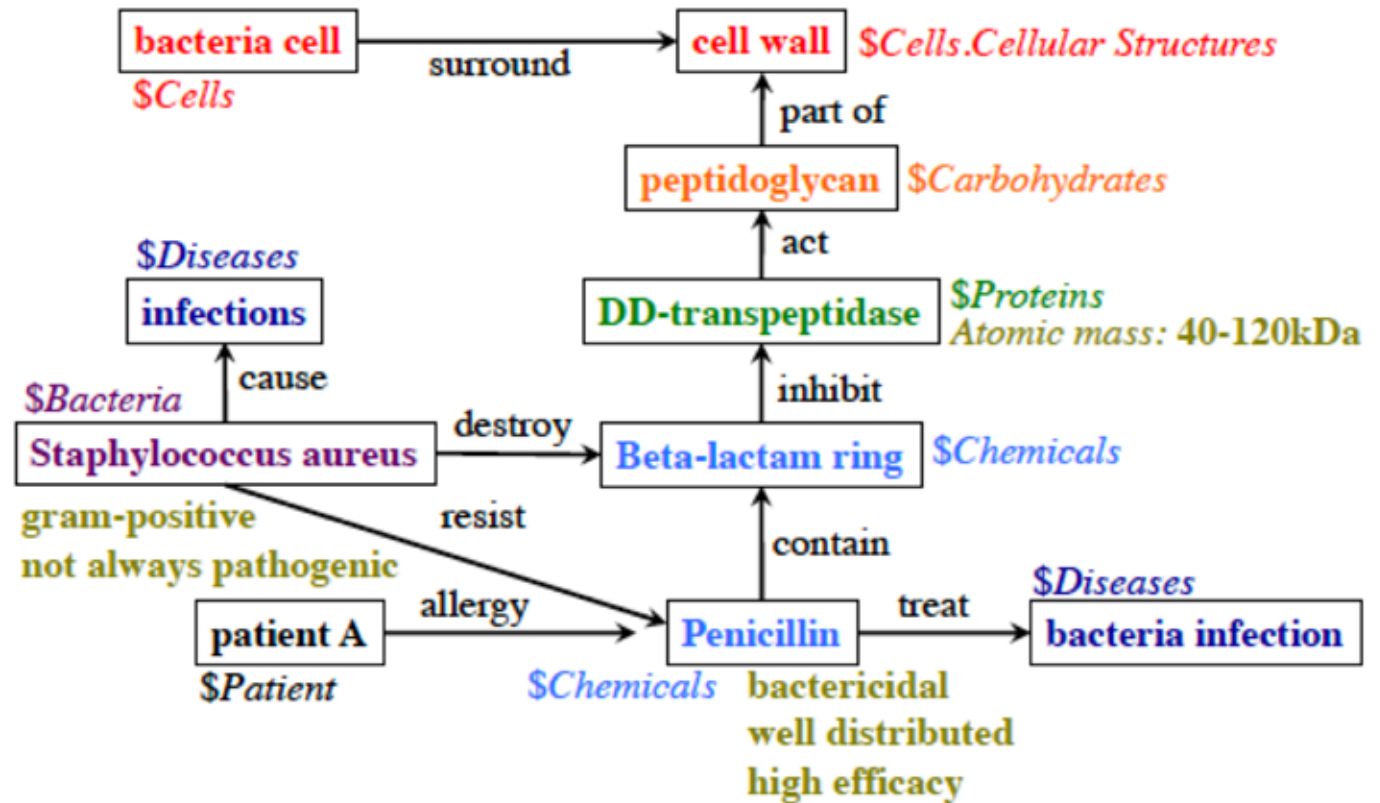 bacteria cell
surround
cell wall
$Cells.Cellular Structures
$Cells
part of
peptidoglycan
$Carbohydrates
act
$Diseases
infections
DD-transpeptidase
$Proteins
Atomic mass: 40-120kDa
cause
inhibit
$Bacteria
Staphylococcus aureus
destroy
Beta-lactam ring
$Chemicals
gram-positive
not always pathogenic
resist
contain
patient A
allergy
Penicillin
treat
$Diseases
bacteria infection
$Patient
$Chemicals
bactericidal
well distributed
high efficacy